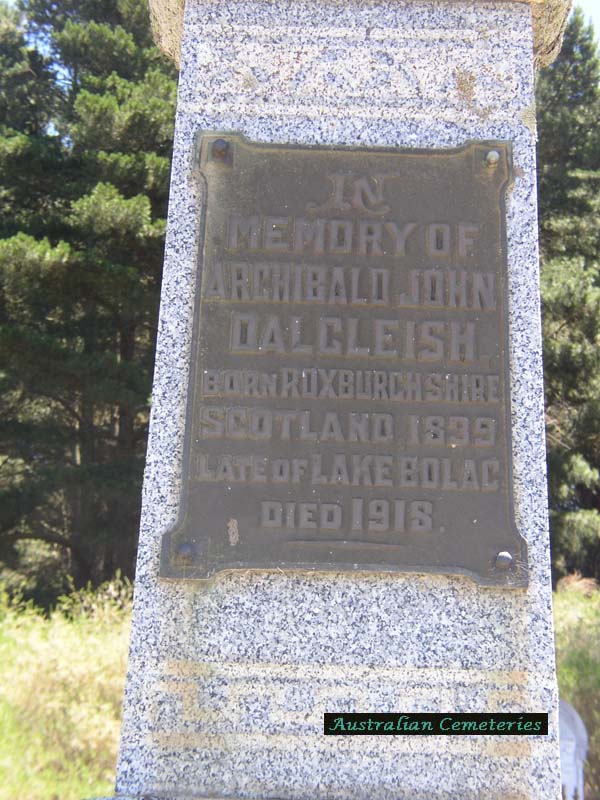 IN
MEMORY OF
ARCHIBALD JOHN
DALGLEISH.
BORN ROXBURGHSHIRE
SCOTLAND 1839
LATE OF LAKE BOLAC
DIED 1918.
Australian Cemeteries